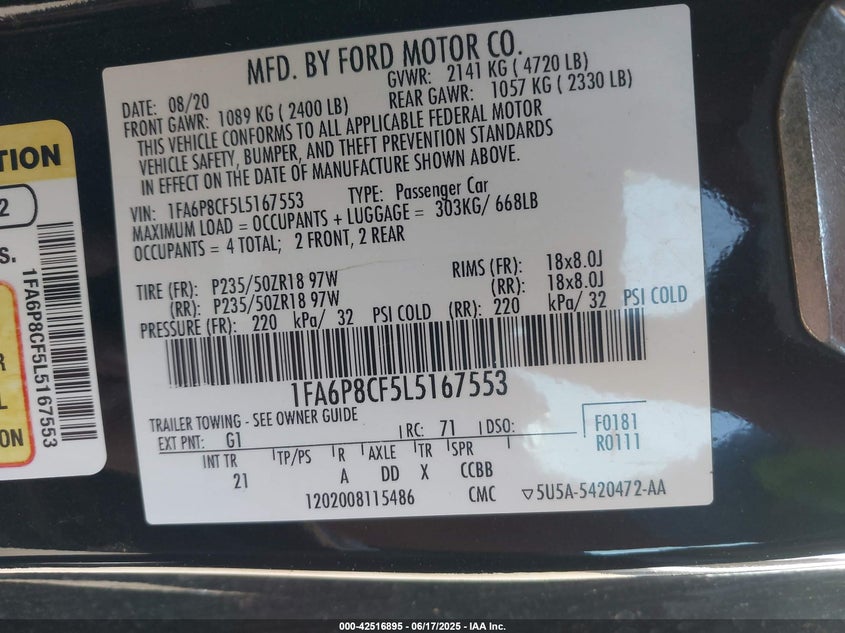 MFD. BY FORD MOTOR CO.
DATE: 08/20 GVWR: 2141 KG ( 4720 LB)
FRONT GAWR: 1089 KG ( 2400 LB) REAR GAWR: 1057 KG ( 2330 LB)
THIS VEHICLE CONFORMS TO ALL APPLICABLE FEDERAL MOTOR
VEHICLE SAFETY, BUMPER, AND THEFT PREVENTION STANDARDS
IN EFFECT ON THE DATE OF MANUFACTURE SHOWN ABOVE.
VIN: 1FA6P8CF5L5167553 TYPE: Passenger Car
MAXIMUM LOAD = OCCUPANTS + LUGGAGE = 303KG/ 668LB
OCCUPANTS = 4 TOTAL; 2 FRONT, 2 REAR
TIRE (FR): P235/50ZR18 97W RIMS (FR): 18x8.0J
(RR): P235/50ZR18 97W (RR): 18x8.0J
PRESSURE (FR): 220 kPa/ 32 PSI COLD (RR): 220 kPa/ 32 PSI COLD
1FA6P8CF5L5167553
TRAILER TOWING - SEE OWNER GUIDE
EXT PNT: G1 RC: 71 DSO: F0181
R0111
INT TR TP/PS R AXLE TR SPR
21 A DD X CCBB
1202008115486 CMC ▽5U5A-5420472-AA
TION
2
S.
1FA6P8CF5L5167553
R
L
ON
000-42516895 - 06/17/2025 - IAA Inc.